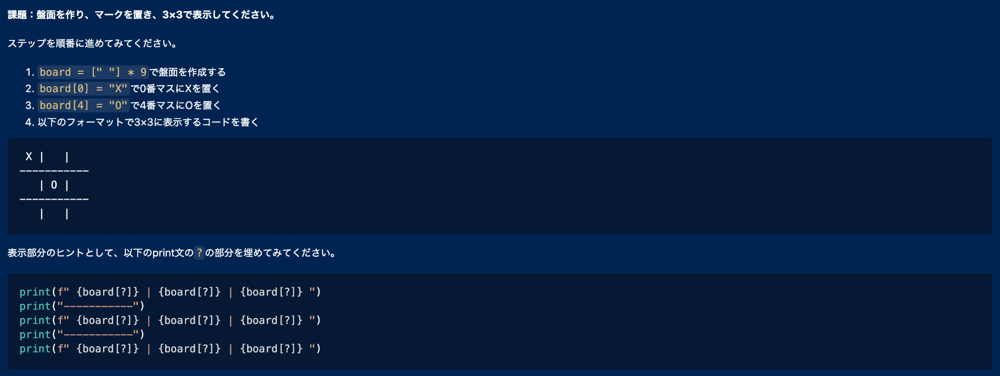 課題：盤面を作り、マークを置き、3×3で表示してください。
ステップを順番に進めてみてください。
1. board = [" "] * 9で盤面を作成する
2. board[0] = "X"で0番マスにXを置く
3. board[4] = "O"で4番マスにOを置く
4. 以下のフォーマットで3×3に表示するコードを書く
 X |   |
-----------
   | O |
-----------
   |   |
表示部分のヒントとして、以下のprint文の?の部分を埋めてみてください。
print(f" {board[?]} | {board[?]} | {board[?]} ")
print("-----------")
print(f" {board[?]} | {board[?]} | {board[?]} ")
print("-----------")
print(f" {board[?]} | {board[?]} | {board[?]} ")